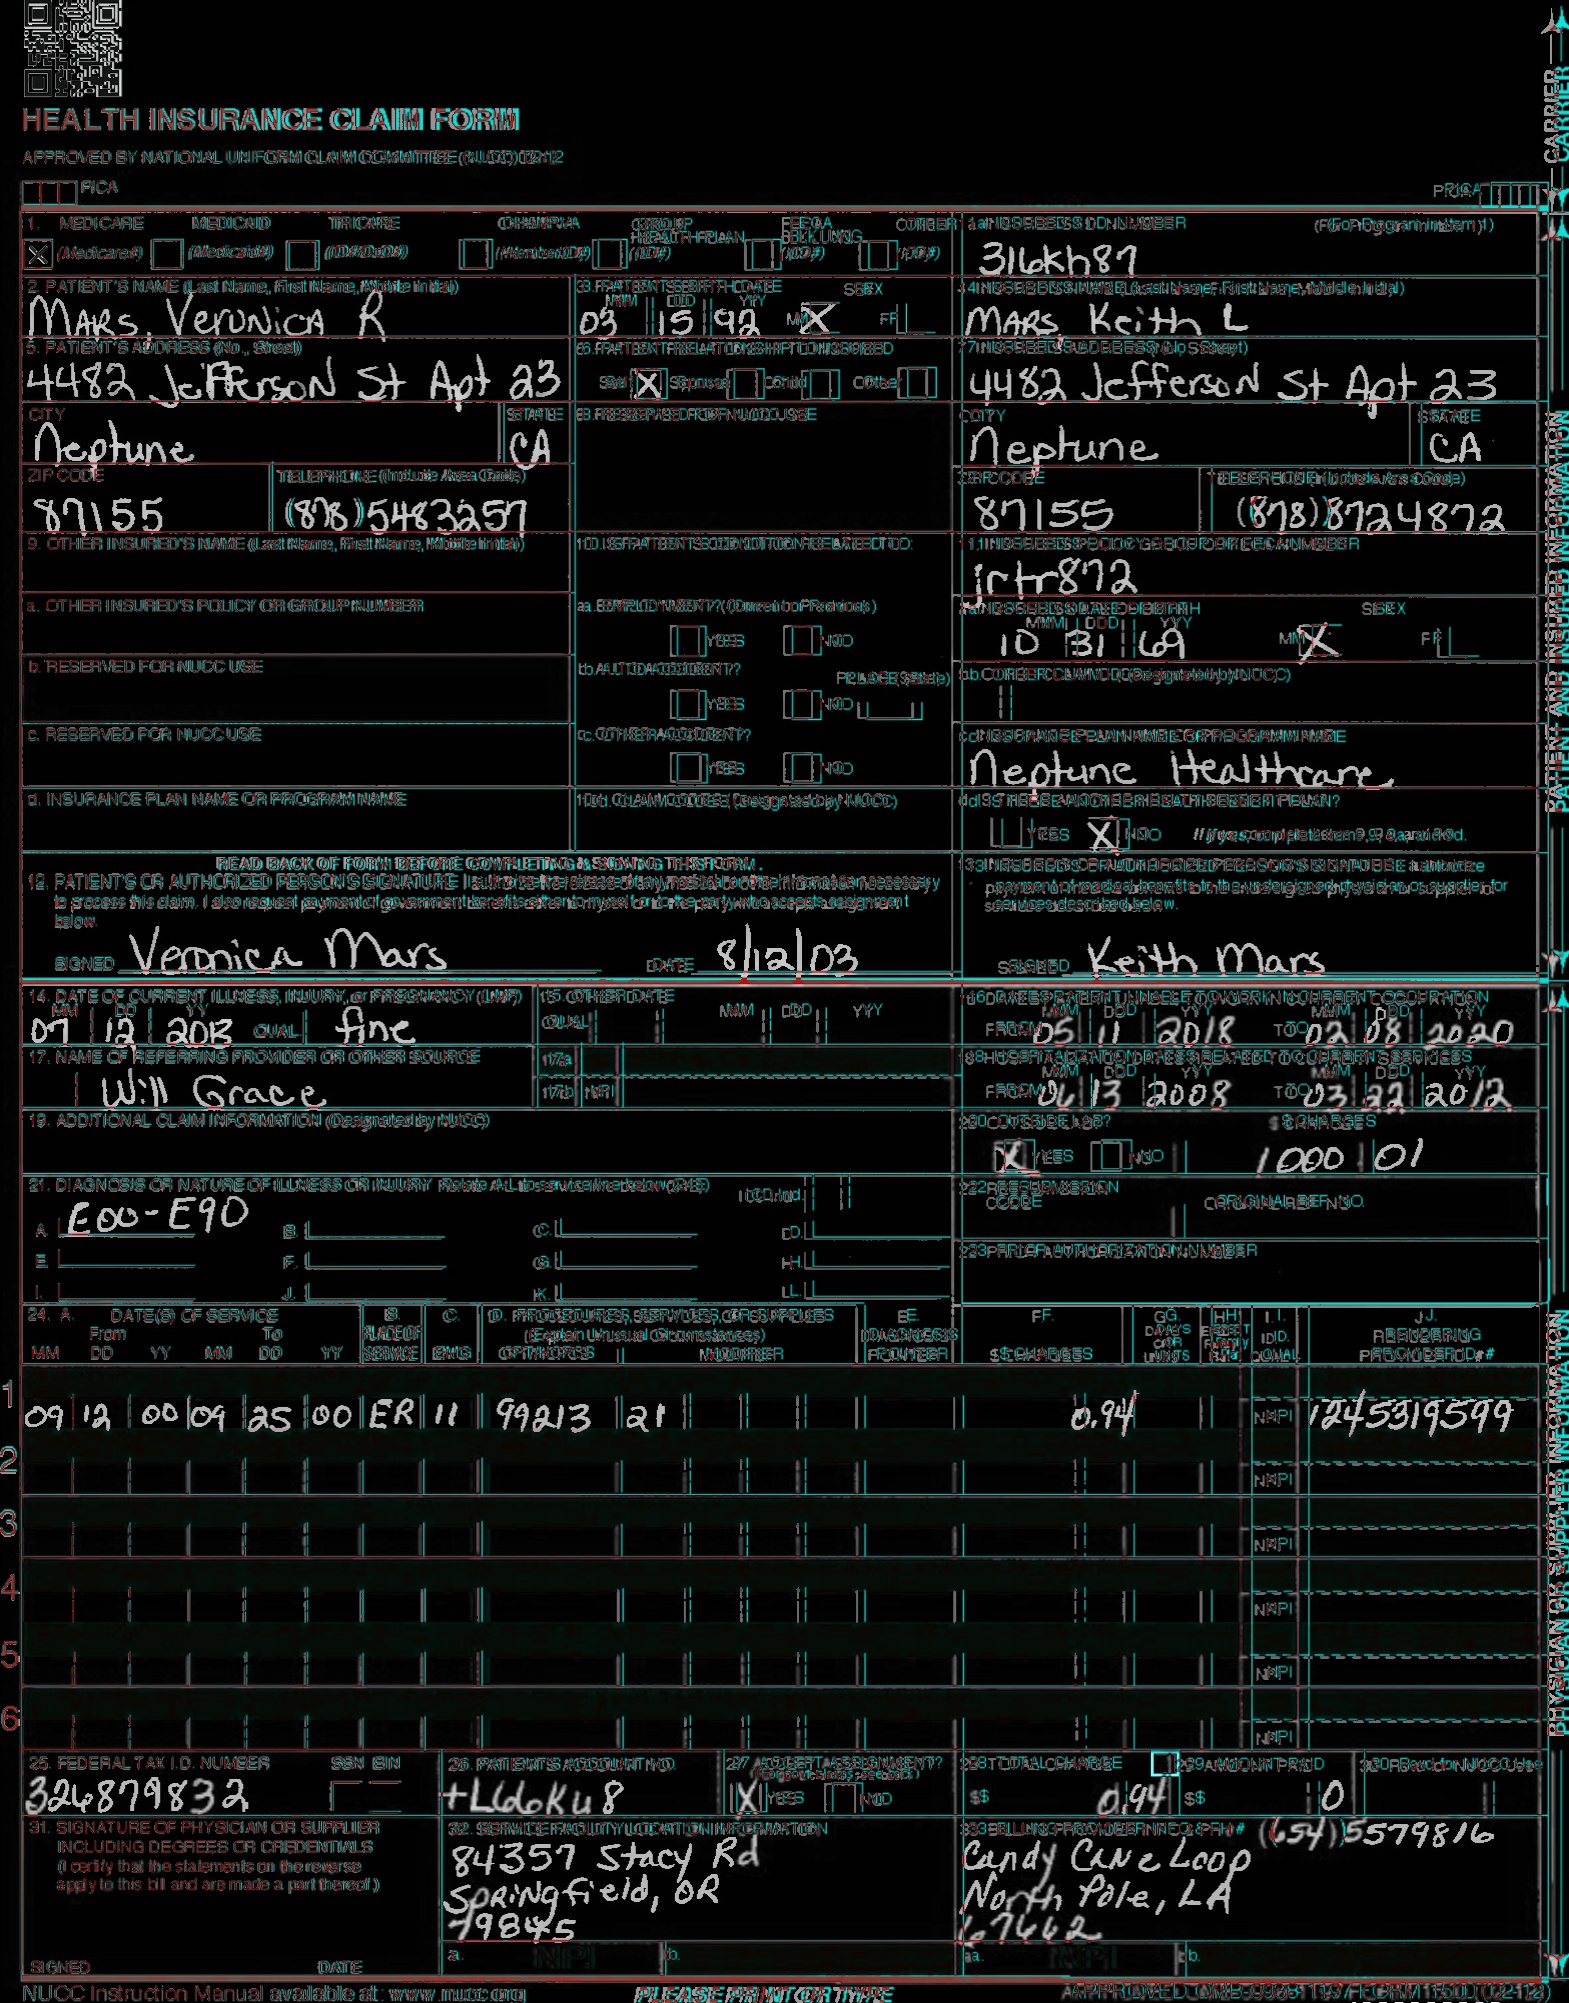 HEALTH INSURANCE CLAIM FORM
APPROVED BY NATIONAL UNIFORM CLAIM COMMITTEE (NUCC) 02/12
PICA
PICA
CARRIER
1. MEDICARE MEDICAID TRICARE CHAMPVA GROUP HEALTH PLAN FECA BLK LUNG OTHER
X (Medicare#) (Medicaid#) (ID#/DoD#) (Member ID#) (ID#) (ID#) (ID#)
1a. INSURED'S I.D. NUMBER (For Program in Item 1)
316kh87
2. PATIENT'S NAME (Last Name, First Name, Middle Initial)
MARS, Veronica R
3. PATIENT'S BIRTH DATE SEX
MM DD YY
03 15 92 M X F
4. INSURED'S NAME (Last Name, First Name, Middle Initial)
MARS, Keith L
5. PATIENT'S ADDRESS (No., Street)
4482 Jefferson St Apt 23
6. PATIENT RELATIONSHIP TO INSURED
Self X Spouse Child Other
7. INSURED'S ADDRESS (No., Street)
4482 Jefferson St Apt 23
CITY STATE
Neptune CA
8. RESERVED FOR NUCC USE
CITY STATE
Neptune CA
ZIP CODE TELEPHONE (Include Area Code)
87155 (878)5483257
ZIP CODE TELEPHONE (Include Area Code)
87155 (878)8724872
9. OTHER INSURED'S NAME (Last Name, First Name, Middle Initial)
10. IS PATIENT'S CONDITION RELATED TO:
11. INSURED'S POLICY GROUP OR FECA NUMBER
jrtr872
a. OTHER INSURED'S POLICY OR GROUP NUMBER
a. EMPLOYMENT? (Current or Previous)
YES NO
a. INSURED'S DATE OF BIRTH SEX
MM DD YY
10 31 69 M X F
b. RESERVED FOR NUCC USE
b. AUTO ACCIDENT? PLACE (State)
YES NO
b. OTHER CLAIM ID (Designated by NUCC)
c. RESERVED FOR NUCC USE
c. OTHER ACCIDENT?
YES NO
c. INSURANCE PLAN NAME OR PROGRAM NAME
Neptune Healthcare
d. INSURANCE PLAN NAME OR PROGRAM NAME
10d. CLAIM CODES (Designated by NUCC)
d. IS THERE ANOTHER HEALTH BENEFIT PLAN?
YES X NO If yes, complete items 9, 9a, and 9d.
READ BACK OF FORM BEFORE COMPLETING & SIGNING THIS FORM.
12. PATIENT'S OR AUTHORIZED PERSON'S SIGNATURE I authorize the release of any medical or other information necessary
to process this claim. I also request payment of government benefits either to myself or to the party who accepts assignment
below.
SIGNED Veronica Mars DATE 8/12/03
13. INSURED'S OR AUTHORIZED PERSON'S SIGNATURE I authorize
payment of medical benefits to the undersigned physician or supplier for
services described below.
SIGNED Keith Mars
PATIENT AND INSURED INFORMATION
14. DATE OF CURRENT ILLNESS, INJURY, or PREGNANCY (LMP)
MM DD YY
07 12 2013 QUAL fine
15. OTHER DATE
QUAL MM DD YY
16. DATES PATIENT UNABLE TO WORK IN CURRENT OCCUPATION
MM DD YY MM DD YY
FROM 05 11 2018 TO 02 08 2020
17. NAME OF REFERRING PROVIDER OR OTHER SOURCE
Will Grace
17a.
17b. NPI
18. HOSPITALIZATION DATES RELATED TO CURRENT SERVICES
MM DD YY MM DD YY
FROM 06 13 2008 TO 03 22 2012
19. ADDITIONAL CLAIM INFORMATION (Designated by NUCC)
20. OUTSIDE LAB? $ CHARGES
X YES NO 1000 01
21. DIAGNOSIS OR NATURE OF ILLNESS OR INJURY Relate A-L to service line below (24E) ICD Ind.
A. E00-E90 B. C. D.
E. F. G. H.
I. J. K. L.
22. RESUBMISSION CODE ORIGINAL REF. NO.
23. PRIOR AUTHORIZATION NUMBER
24. A. DATE(S) OF SERVICE B. C. D. PROCEDURES, SERVICES, OR SUPPLIES E. F. G. H. I. J.
From To PLACE OF (Explain Unusual Circumstances) DIAGNOSIS DAYS OR UNITS ID. RENDERING
MM DD YY MM DD YY SERVICE EMG CPT/HCPCS MODIFIER POINTER $ CHARGES QUAL. PROVIDER ID. #
1 09 12 00 09 25 00 ER 11 99213 21 0.94 NPI 1245319599
2 NPI
3 NPI
4 NPI
5 NPI
6 NPI
PHYSICIAN OR SUPPLIER INFORMATION
25. FEDERAL TAX I.D. NUMBER SSN EIN
324879832
26. PATIENT'S ACCOUNT NO.
+L66Ku8
27. ACCEPT ASSIGNMENT?
X YES NO
28. TOTAL CHARGE
$ 0.94
29. AMOUNT PAID
$ 0
30. Rsvd for NUCC Use
31. SIGNATURE OF PHYSICIAN OR SUPPLIER
INCLUDING DEGREES OR CREDENTIALS
(I certify that the statements on the reverse
apply to this bill and are made a part thereof.)
SIGNED DATE
32. SERVICE FACILITY LOCATION INFORMATION
84357 Stacy Rd
Springfield, OR
79845
a. NPI b.
33. BILLING PROVIDER INFO & PH # (654)5579816
Candy Cane Loop
North Pole, LA
67662
a. NPI b.
NUCC Instruction Manual available at: www.nucc.org
PLEASE PRINT OR TYPE
APPROVED OMB-0938-1197 FORM 1500 (02-12)